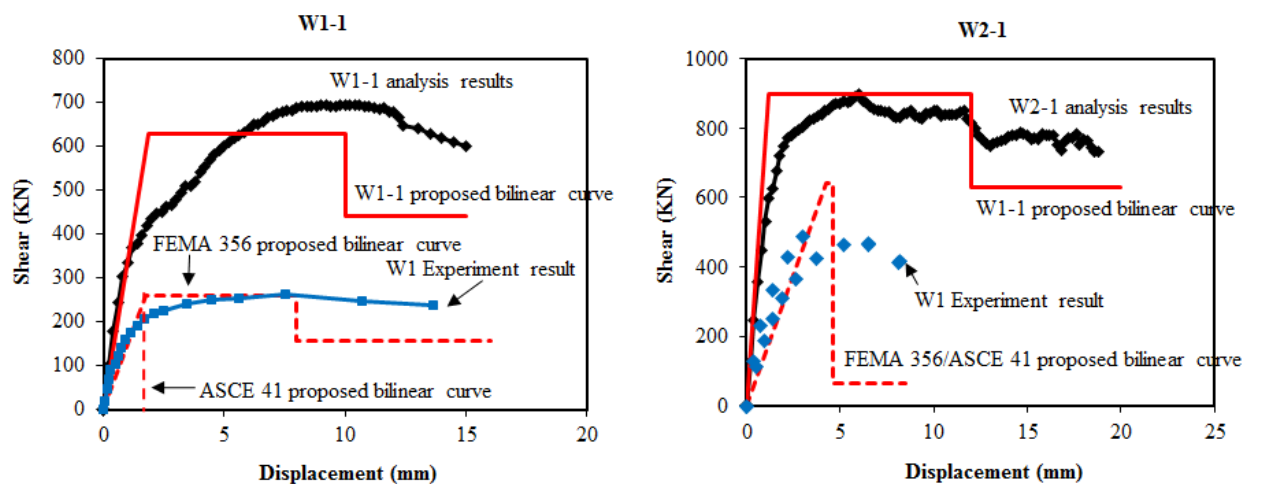 W1-1
800
700
600
500
400
300
200
100
0
Shear (KN)
0 5 10 15 20
Displacement (mm)
W1-1 analysis results
W1-1 proposed bilinear curve
FEMA 356 proposed bilinear curve
W1 Experiment result
ASCE 41 proposed bilinear curve
W2-1
1000
800
600
400
200
0
Shear (KN)
0 5 10 15 20 25
Displacement (mm)
W2-1 analysis results
W1-1 proposed bilinear curve
W1 Experiment result
FEMA 356/ASCE 41 proposed bilinear curve